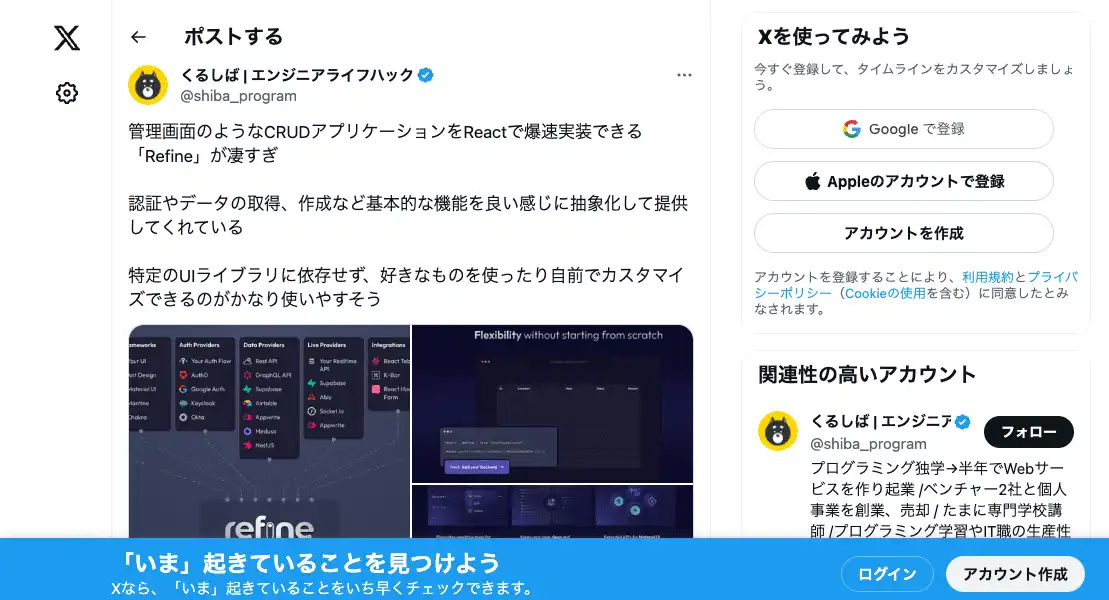 ポストする
くるしば | エンジニアライフハック
@shiba_program
管理画面のようなCRUDアプリケーションをReactで爆速実装できる
「Refine」が凄すぎ
認証やデータの取得、作成など基本的な機能を良い感じに抽象化して提供
してくれている
特定のUIライブラリに依存せず、好きなものを使ったり自前でカスタマイ
ズできるのがかなり使いやすそう
Auth Providers
Your Auth Flow
Auth0
Google Auth
Keycloak
Okta
Data Providers
Rest API
GraphQL API
Supabase
Airtable
Appwrite
Medusa
NestJS
Live Providers
Your Realtime
API
Supabase
Ably
Socket.io
Appwrite
Integrations
React Tab
K-Bar
React Hoo
Form
refine
Flexibility without starting from scratch
Xを使ってみよう
今すぐ登録して、タイムラインをカスタマイズしましょ
う。
Google で登録
Appleのアカウントで登録
アカウントを作成
アカウントを登録することにより、利用規約とプライバ
シーポリシー（Cookieの使用を含む）に同意したとみ
なされます。
関連性の高いアカウント
くるしば | エンジニア
@shiba_program
フォロー
プログラミング独学→半年でWebサー
ビスを作り起業 /ベンチャー2社と個人
事業を創業、売却 / たまに専門学校講
師 /プログラミング学習やIT職の生産性
「いま」起きていることを見つけよう
Xなら、「いま」起きていることをいち早くチェックできます。
ログイン
アカウント作成